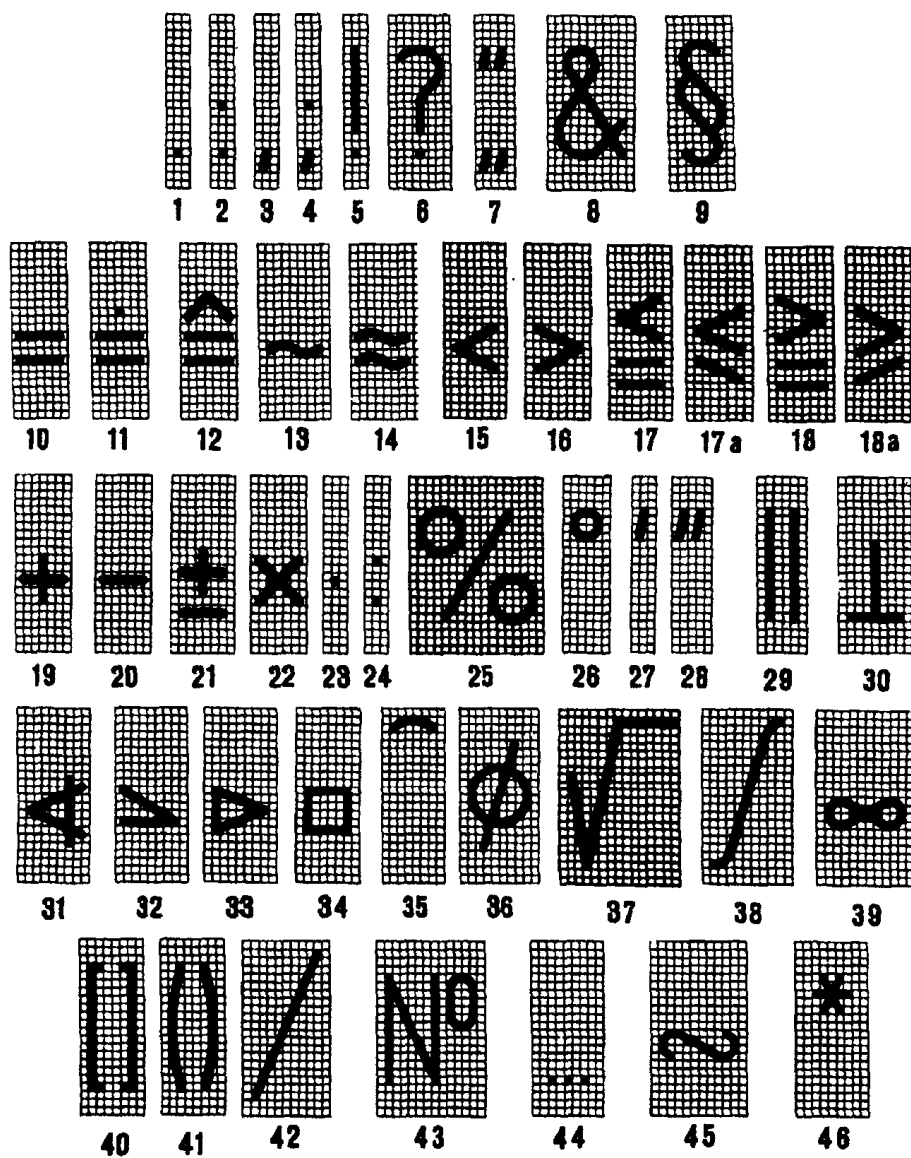 . : , ; ! ? " „ & §
1 2 3 4 5 6 7 8 9
= ≐ ≙ ~ ≈ < > ≦ ⩽ ≧ ⩾
10 11 12 13 14 15 16 17 17a 18 18a
+ − ± × · : % ° ′ ″ ∥ ⊥
19 20 21 22 23 24 25 26 27 28 29 30
∢ > ▷ □ ⌒ ⌀ √ ∫ ∞
31 32 33 34 35 36 37 38 39
[ ] ( ) / № ... ∾ *
40 41 42 43 44 45 46